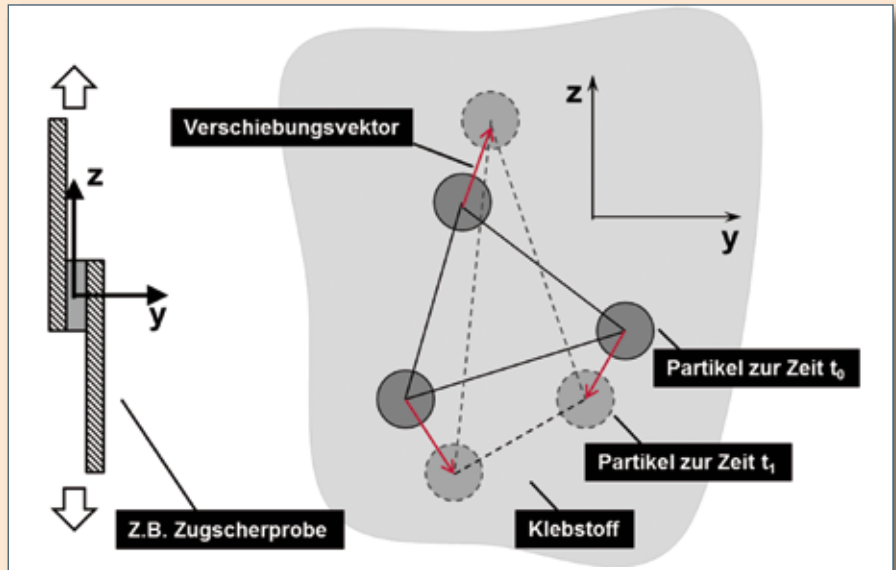 z
y
Z.B. Zugscherprobe
Verschiebungsvektor
z
y
Partikel zur Zeit t₀
Partikel zur Zeit t₁
Klebstoff